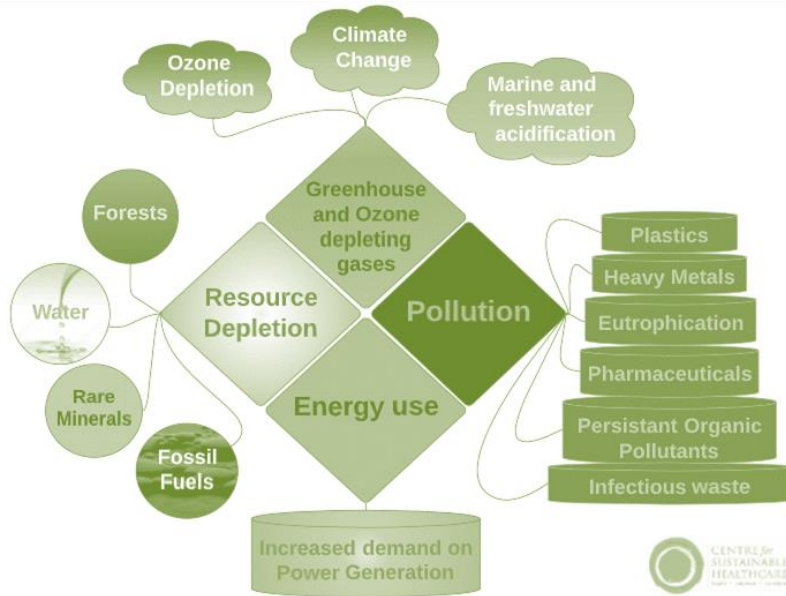 Climate
Change
Ozone
Depletion
Marine and
freshwater
acidification
Greenhouse
and Ozone
depleting
gases
Forests
Water
Rare
Minerals
Fossil
Fuels
Resource
Depletion
Pollution
Energy use
Plastics
Heavy Metals
Eutrophication
Pharmaceuticals
Persistant Organic
Pollutants
Infectious waste
Increased demand on
Power Generation
CENTRE for
SUSTAINABLE
HEALTHCARE